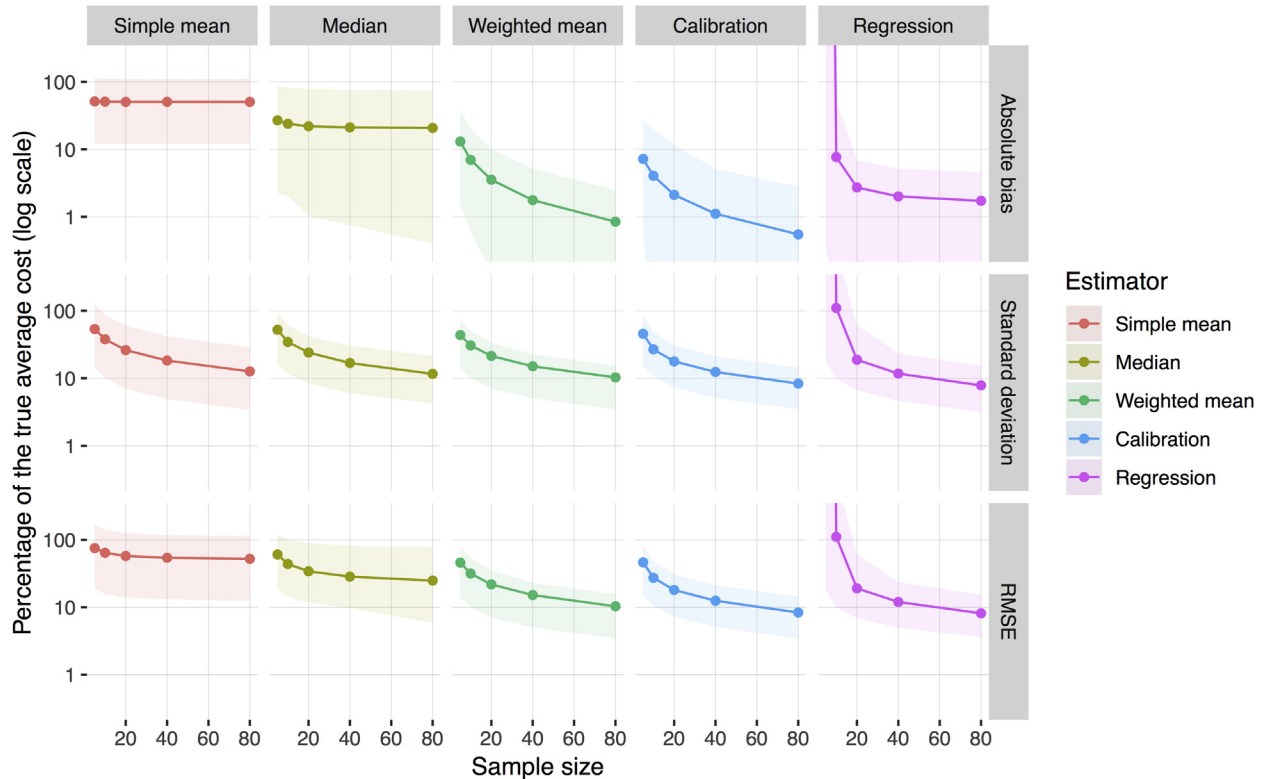 Simple mean
Median
Weighted mean
Calibration
Regression
Percentage of the true average cost (log scale)
100
10
1
Absolute bias
100
10
1
Standard deviation
100
10
1
RMSE
20 40 60 80
20 40 60 80
20 40 60 80
20 40 60 80
20 40 60 80
Sample size
Estimator
Simple mean
Median
Weighted mean
Calibration
Regression